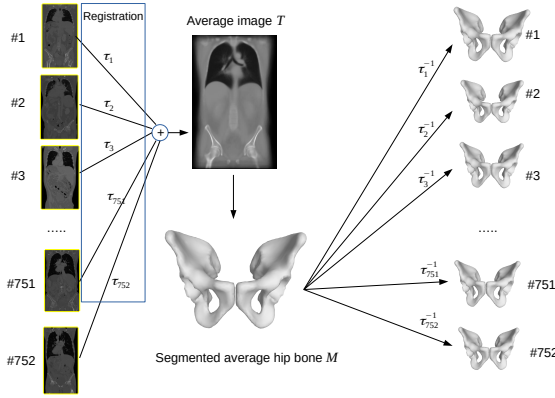 Registration
Average image T
#1
#2
#3
.....
#751
#752
τ1
τ2
τ3
τ751
τ752
+
Segmented average hip bone M
τ1^-1
τ2^-1
τ3^-1
τ751^-1
τ752^-1
#1
#2
#3
.....
#751
#752